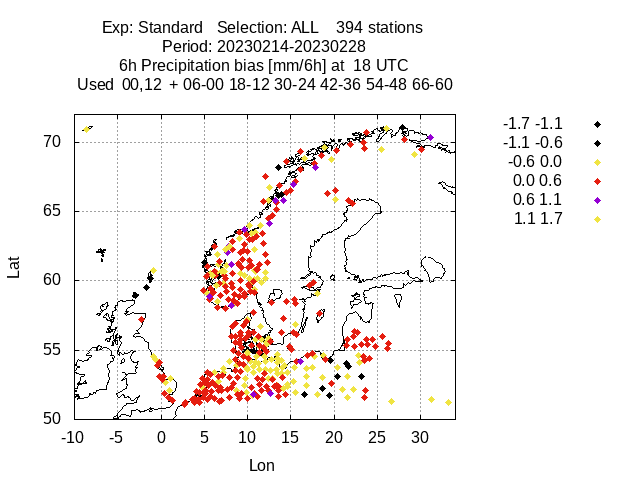 Exp: Standard Selection: ALL 394 stations
Period: 20230214-20230228
6h Precipitation bias [mm/6h] at 18 UTC
Used 00,12 + 06-00 18-12 30-24 42-36 54-48 66-60
-1.7 -1.1
-1.1 -0.6
-0.6 0.0
0.0 0.6
0.6 1.1
1.1 1.7
70
65
60
55
50
Lat
-10 -5 0 5 10 15 20 25 30
Lon